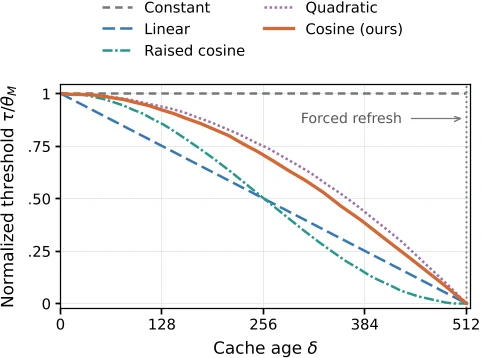 Constant
Linear
Raised cosine
Quadratic
Cosine (ours)
Normalized threshold τ/θ_M
1
.75
.50
.25
0
Forced refresh
0 128 256 384 512
Cache age δ